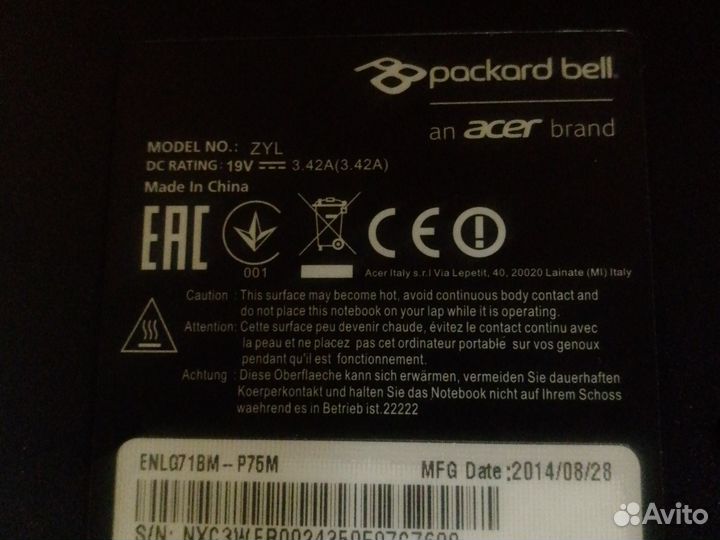 packard bell
an acer brand
MODEL NO.: ZYL
DC RATING: 19V 3.42A(3.42A)
Made In China
EAC
CE
001
Acer Italy s.r.l Via Lepetit, 40, 20020 Lainate (MI) Italy
Caution : This surface may become hot, avoid continuous body contact and
do not place this notebook on your lap while it is operating.
Attention: Cette surface peu devenir chaude, évitez le contact continu avec
la peau et ne placez pas cet ordinateur portable sur vos genoux
pendant qu'il est fonctionnement.
Achtung : Diese Oberflaeche kann sich erwärmen, vermeiden Sie dauerhaften
Koerperkontakt und halten Sie das Notebook nicht auf Ihrem Schoss
waehrend es in Betrieb ist.22222
ENLG71BM-P75M
MFG Date:2014/08/28
S/N:
Avito